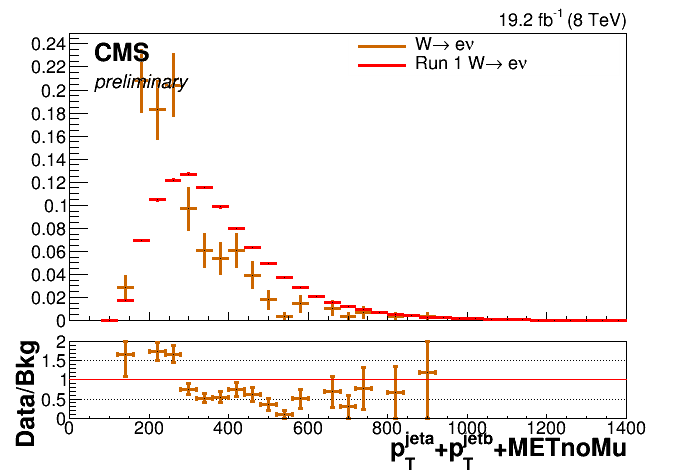 19.2 fb⁻¹ (8 TeV)
CMS
preliminary
W→ eν
Run 1 W→ eν
0.24
0.22
0.2
0.18
0.16
0.14
0.12
0.1
0.08
0.06
0.04
0.02
0
Data/Bkg
2
1.5
1
0.5
0
0 200 400 600 800 1000 1200 1400
p_T^jeta+p_T^jetb+METnoMu